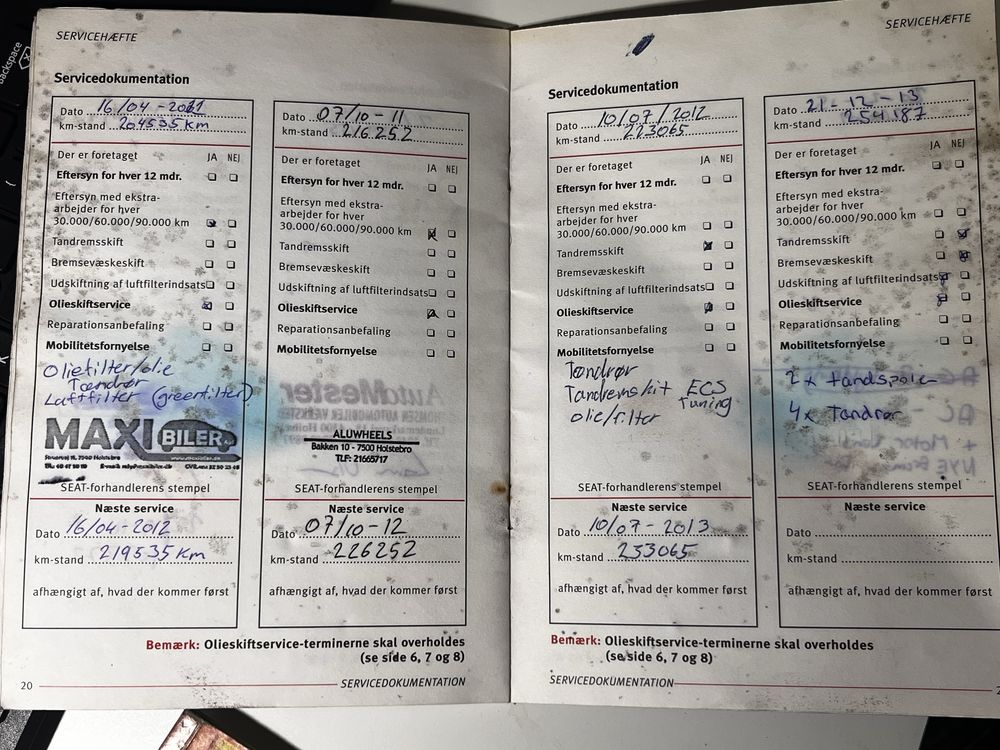 backspace
SERVICEHÆFTE
Servicedokumentation
Dato 16/04-2011
km-stand 204535 km
Der er foretaget JA NEJ
Eftersyn for hver 12 mdr.
Eftersyn med ekstra-
arbejder for hver
30.000/60.000/90.000 km
Tandremsskift
Bremsevæskeskift
Udskiftning af luftfilterindsats
Olieskiftservice
Reparationsanbefaling
Mobilitetsfornyelse
Oliefilter/olie
Tændrør
Luftfilter (greenfilter)
MAXI BILER
SEAT-forhandlerens stempel
Næste service
Dato 16/04-2012
km-stand 219535 km
afhængigt af, hvad der kommer først
Dato 07/10-11
km-stand 216.252
Der er foretaget JA NEJ
Eftersyn for hver 12 mdr.
Eftersyn med ekstra-
arbejder for hver
30.000/60.000/90.000 km
Tandremsskift
Bremsevæskeskift
Udskiftning af luftfilterindsats
Olieskiftservice
Reparationsanbefaling
Mobilitetsfornyelse
ALUWHEELS
Bakken 10 - 7500 Holstebro
TLF: 21665717
SEAT-forhandlerens stempel
Næste service
Dato 07/10-12
km-stand 226252
afhængigt af, hvad der kommer først
Bemærk: Olieskiftservice-terminerne skal overholdes
(se side 6, 7 og 8)
20 SERVICEDOKUMENTATION
SERVICEHÆFTE
Servicedokumentation
Dato 10/07/2012
km-stand 223065
Der er foretaget JA NEJ
Eftersyn for hver 12 mdr.
Eftersyn med ekstra-
arbejder for hver
30.000/60.000/90.000 km
Tandremsskift
Bremsevæskeskift
Udskiftning af luftfilterindsats
Olieskiftservice
Reparationsanbefaling
Mobilitetsfornyelse
Tændrør
Tandremskit ECS Tuning
olie/filter
SEAT-forhandlerens stempel
Næste service
Dato 10/07-2013
km-stand 233065
afhængigt af, hvad der kommer først
Dato 21-12-13
km-stand 254187
Der er foretaget JA NEJ
Eftersyn for hver 12 mdr.
Eftersyn med ekstra-
arbejder for hver
30.000/60.000/90.000 km
Tandremsskift
Bremsevæskeskift
Udskiftning af luftfilterindsats
Olieskiftservice
Reparationsanbefaling
Mobilitetsfornyelse
2x tandspoler
4x Tandrør
SEAT-forhandlerens stempel
Næste service
Dato
km-stand
afhængigt af, hvad der kommer først
Bemærk: Olieskiftservice-terminerne skal overholdes
(se side 6, 7 og 8)
SERVICEDOKUMENTATION